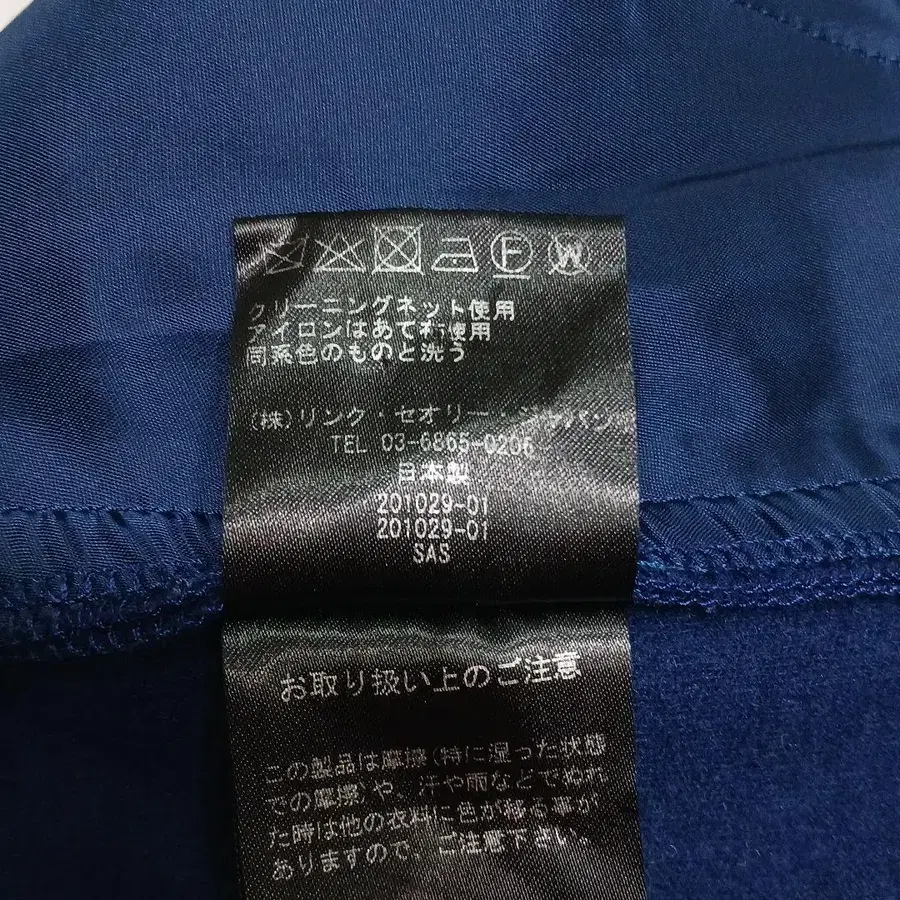 F W
クリーニングネット使用
アイロンはあて布使用
同系色のものと洗う
(株)リンク・セオリー・ジャパン
TEL 03-6865-0206
日本製
201029-01
201029-01
SAS
お取り扱い上のご注意
この製品は摩擦(特に湿った状態
での摩擦)や、汗や雨などでぬれ
た時は他の衣料に色が移る事が
ありますので、ご注意下さい。